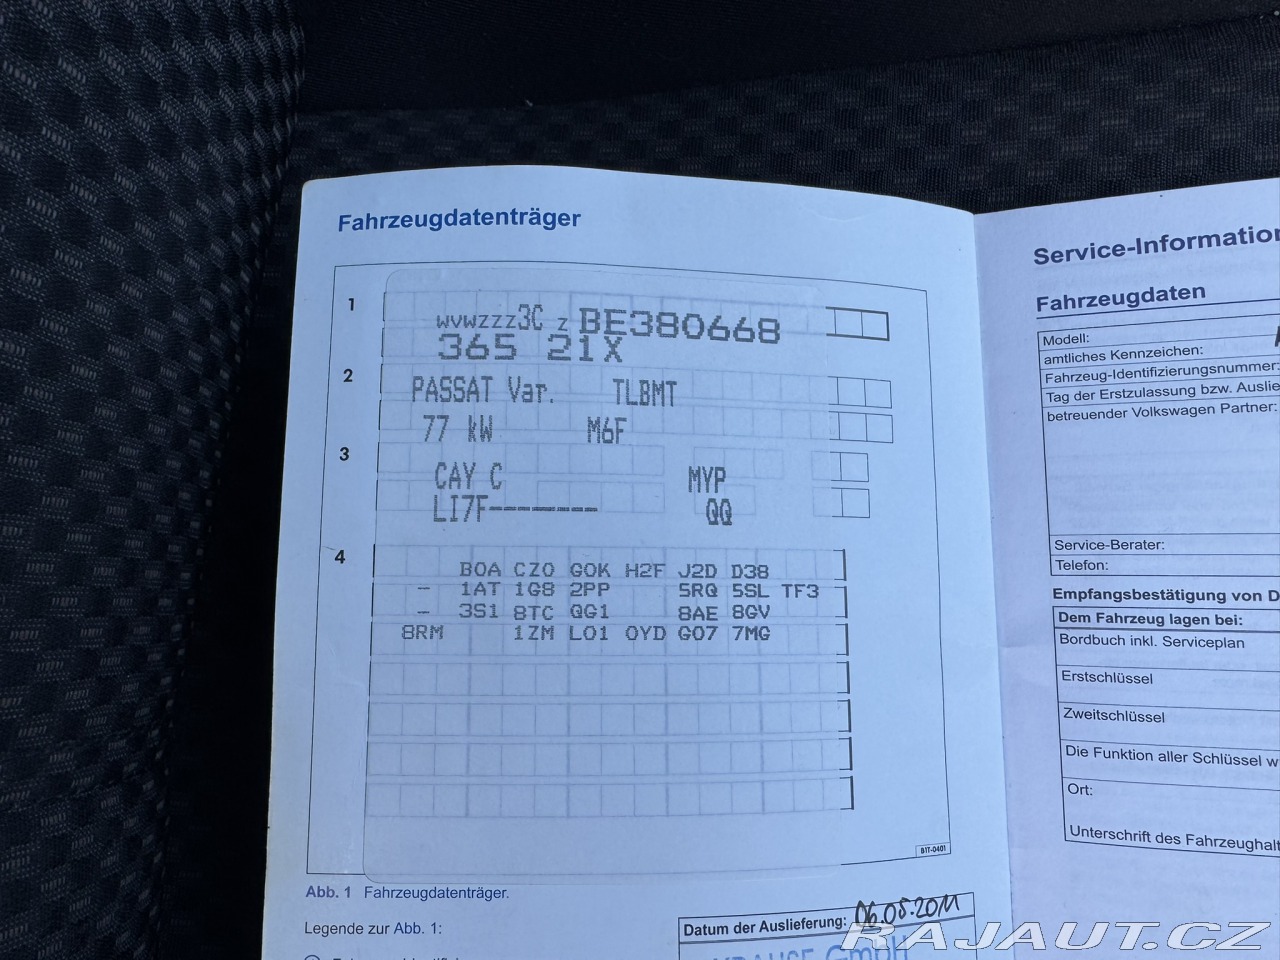 Fahrzeugdatenträger
1
WVWZZZ3C Z BE380668
365 21X
2
PASSAT Var. TLBMT
77 kW M6F
3
CAY C MYP
LI7F------- QQ
4
BOA CZO GOK H2F J2D D38
- 1AT 1G8 2PP 5RQ 5SL TF3
- 3S1 8TC QG1 8AE 8GV
8RM 1ZM LO1 OYD GO7 7MG
B1T-0401
Abb. 1 Fahrzeugdatenträger.
Legende zur Abb. 1:
Datum der Auslieferung: 06.05.2011
GmbH
Service-Information
Fahrzeugdaten
Modell:
amtliches Kennzeichen:
Fahrzeug-Identifizierungsnummer:
Tag der Erstzulassung bzw. Auslie
betreuender Volkswagen Partner:
Service-Berater:
Telefon:
Empfangsbestätigung von D
Dem Fahrzeug lagen bei:
Bordbuch inkl. Serviceplan
Erstschlüssel
Zweitschlüssel
Die Funktion aller Schlüssel w
Ort:
Unterschrift des Fahrzeughalt
RAJAUT.CZ